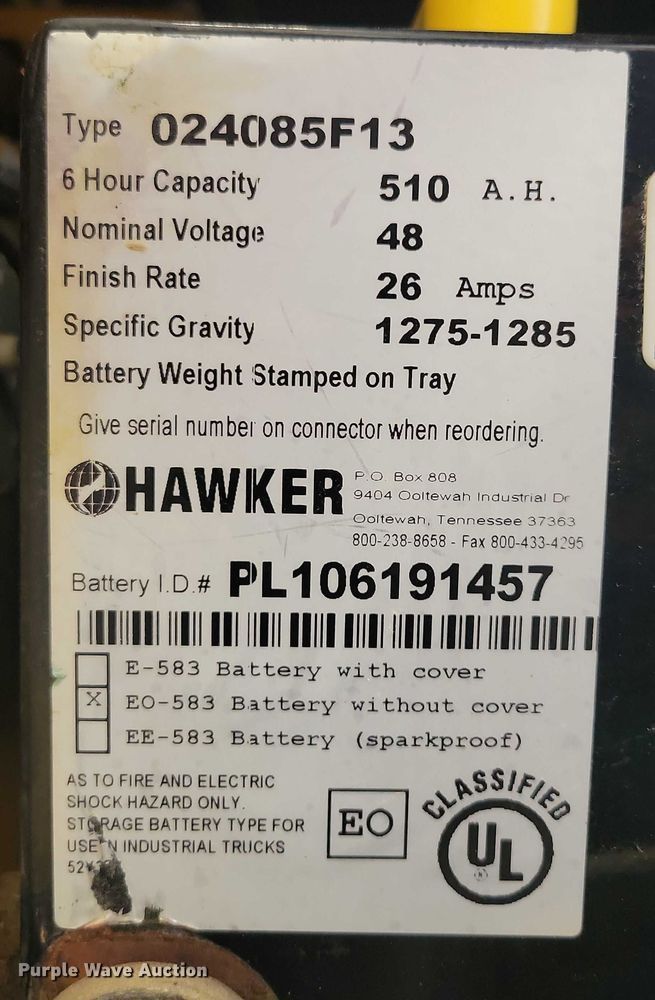 Type 024085F13
6 Hour Capacity 510 A.H.
Nominal Voltage 48
Finish Rate 26 Amps
Specific Gravity 1275-1285
Battery Weight Stamped on Tray
Give serial number on connector when reordering.
HAWKER
P.O. Box 808
9404 Ooltewah Industrial Dr
Ooltewah, Tennessee 37363
800-238-8658 - Fax 800-433-4295
Battery I.D.# PL106191457
E-583 Battery with cover
X EO-583 Battery without cover
EE-583 Battery (sparkproof)
AS TO FIRE AND ELECTRIC
SHOCK HAZARD ONLY.
STORAGE BATTERY TYPE FOR
USE IN INDUSTRIAL TRUCKS
EO
CLASSIFIED
UL
Purple Wave Auction